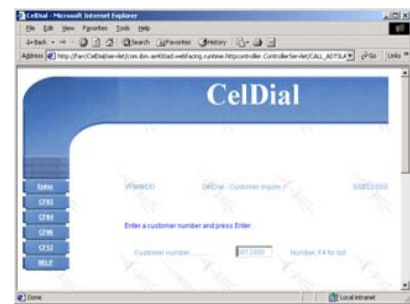 CelDial - Microsoft Internet Explorer
File Edit View Favorites Tools Help
Back Search Favorites History
Address Go Links »
CelDial
Enter
CF03
CF04
CF06
CF12
HELP
CelDial - Customer Inquiry
Enter a customer number and press Enter
Customer number Number, F4 for list
Done Local intranet